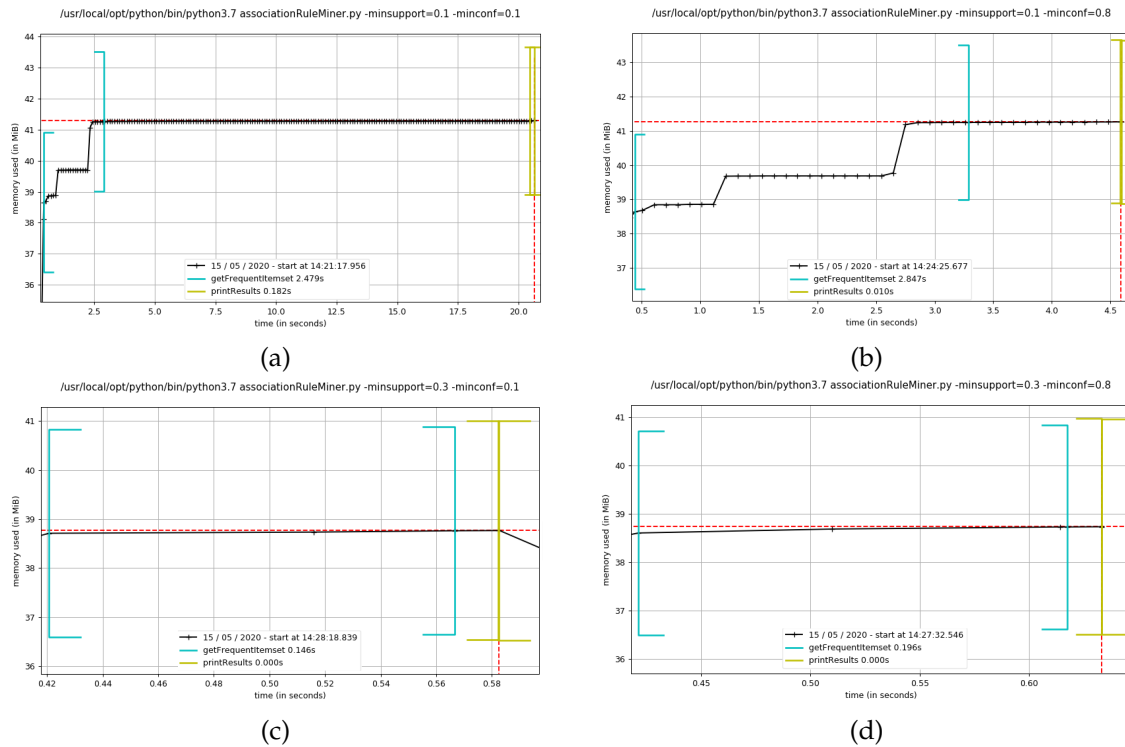 /usr/local/opt/python/bin/python3.7 associationRuleMiner.py -minsupport=0.1 -minconf=0.1
44
43
42
41
40
39
38
37
36
memory used (in MiB)
15 / 05 / 2020 - start at 14:21:17.956
getFrequentItemset 2.479s
printResults 0.182s
2.5 5.0 7.5 10.0 12.5 15.0 17.5 20.0
time (in seconds)
(a)
/usr/local/opt/python/bin/python3.7 associationRuleMiner.py -minsupport=0.1 -minconf=0.8
43
42
41
40
39
38
37
memory used (in MiB)
15 / 05 / 2020 - start at 14:24:25.677
getFrequentItemset 2.847s
printResults 0.010s
0.5 1.0 1.5 2.0 2.5 3.0 3.5 4.0 4.5
time (in seconds)
(b)
/usr/local/opt/python/bin/python3.7 associationRuleMiner.py -minsupport=0.3 -minconf=0.1
41
40
39
38
37
36
memory used (in MiB)
15 / 05 / 2020 - start at 14:28:18.839
getFrequentItemset 0.146s
printResults 0.000s
0.42 0.44 0.46 0.48 0.50 0.52 0.54 0.56 0.58
time (in seconds)
(c)
/usr/local/opt/python/bin/python3.7 associationRuleMiner.py -minsupport=0.3 -minconf=0.8
41
40
39
38
37
36
memory used (in MiB)
15 / 05 / 2020 - start at 14:27:32.546
getFrequentItemset 0.196s
printResults 0.000s
0.45 0.50 0.55 0.60
time (in seconds)
(d)